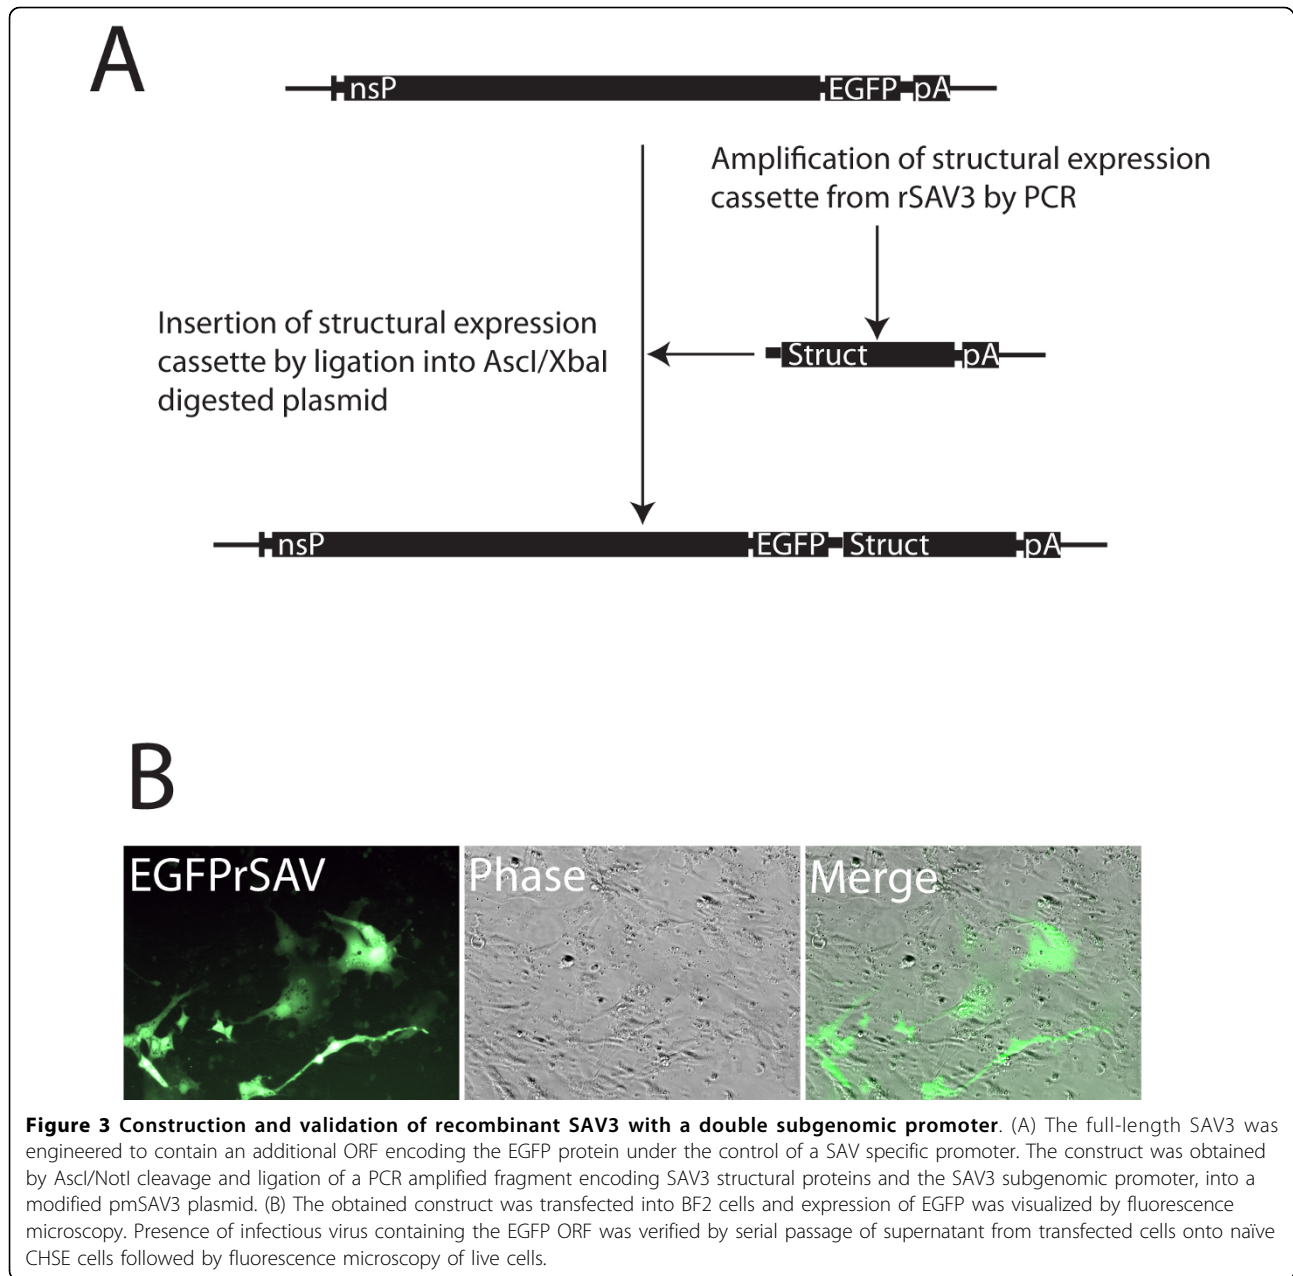 A
nsP EGFP pA
Amplification of structural expression
cassette from rSAV3 by PCR
Insertion of structural expression
cassette by ligation into AscI/XbaI
digested plasmid
Struct pA
nsP EGFP Struct pA
B
EGFPrSAV Phase Merge
Figure 3 Construction and validation of recombinant SAV3 with a double subgenomic promoter. (A) The full-length SAV3 was
engineered to contain an additional ORF encoding the EGFP protein under the control of a SAV specific promoter. The construct was obtained
by AscI/NotI cleavage and ligation of a PCR amplified fragment encoding SAV3 structural proteins and the SAV3 subgenomic promoter, into a
modified pmSAV3 plasmid. (B) The obtained construct was transfected into BF2 cells and expression of EGFP was visualized by fluorescence
microscopy. Presence of infectious virus containing the EGFP ORF was verified by serial passage of supernatant from transfected cells onto naïve
CHSE cells followed by fluorescence microscopy of live cells.